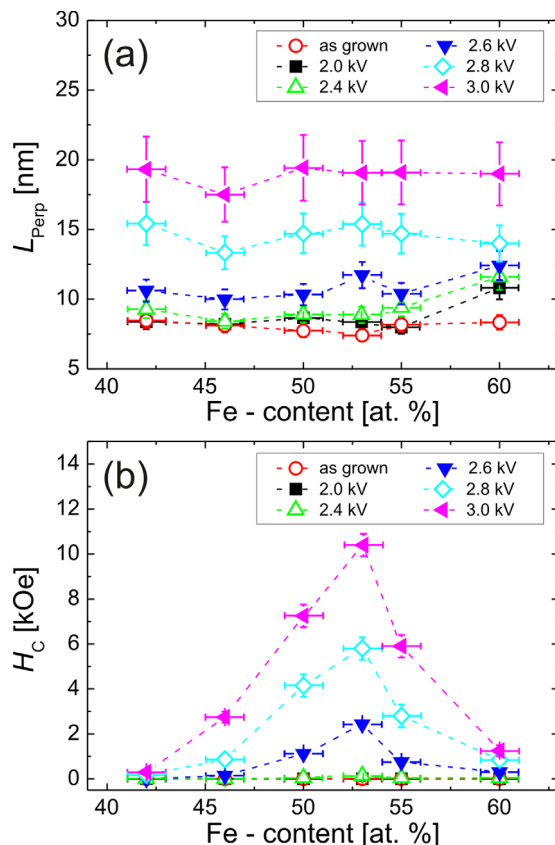 (a)
as grown 2.6 kV
2.0 kV 2.8 kV
2.4 kV 3.0 kV
30
25
20
15
10
5
L_Perp [nm]
40 45 50 55 60
Fe - content [at. %]
(b)
as grown 2.6 kV
2.0 kV 2.8 kV
2.4 kV 3.0 kV
14
12
10
8
6
4
2
0
H_C [kOe]
40 45 50 55 60
Fe - content [at. %]